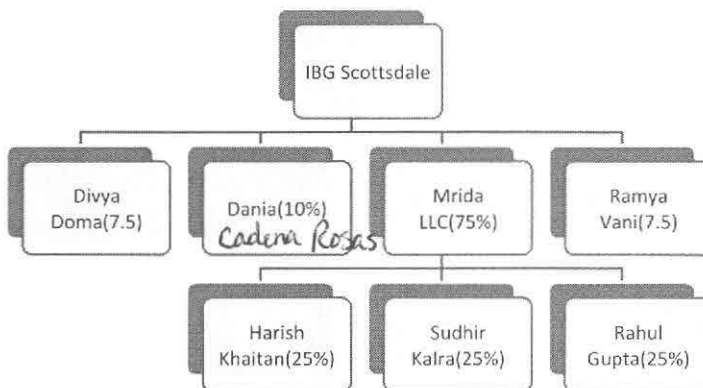 IBG Scottsdale
Divya
Doma(7.5)
Dania(10%)
Cadena Rosas
Mrida
LLC(75%)
Ramya
Vani(7.5)
Harish
Khaitan(25%)
Sudhir
Kalra(25%)
Rahul
Gupta(25%)